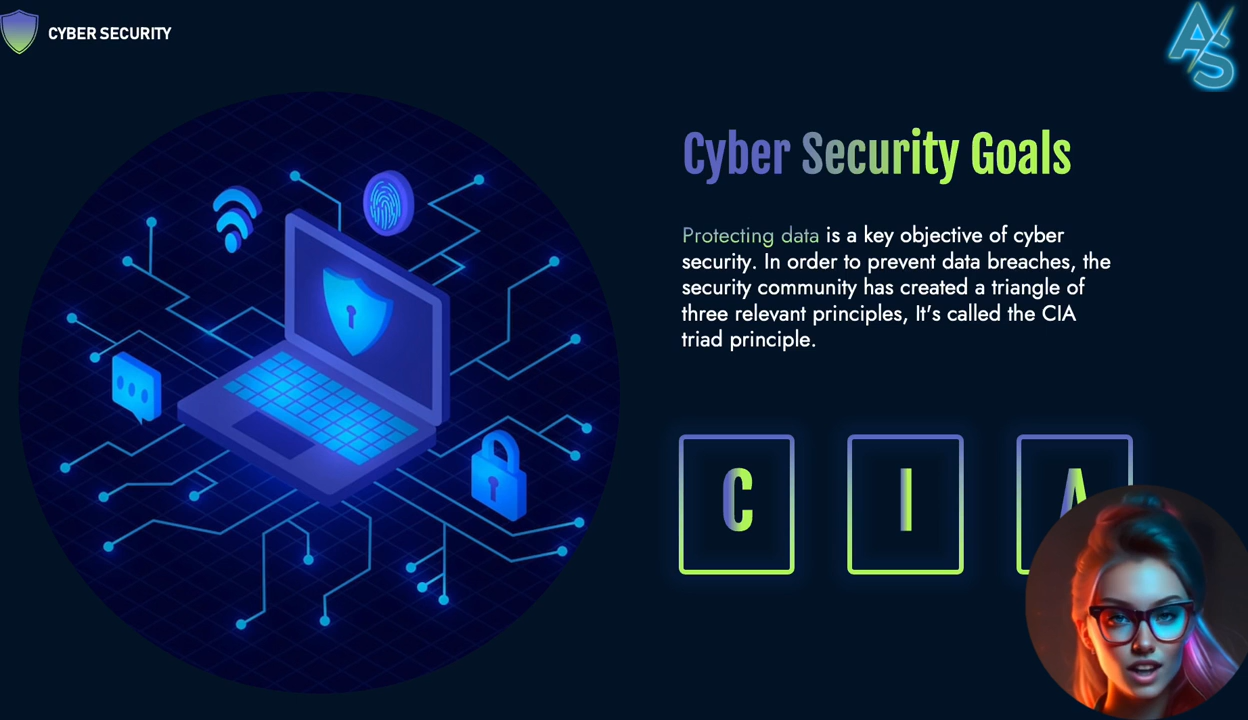 CYBER SECURITY
AS
Cyber Security Goals
Protecting data is a key objective of cyber
security. In order to prevent data breaches, the
security community has created a triangle of
three relevant principles, It's called the CIA
triad principle.
C I A